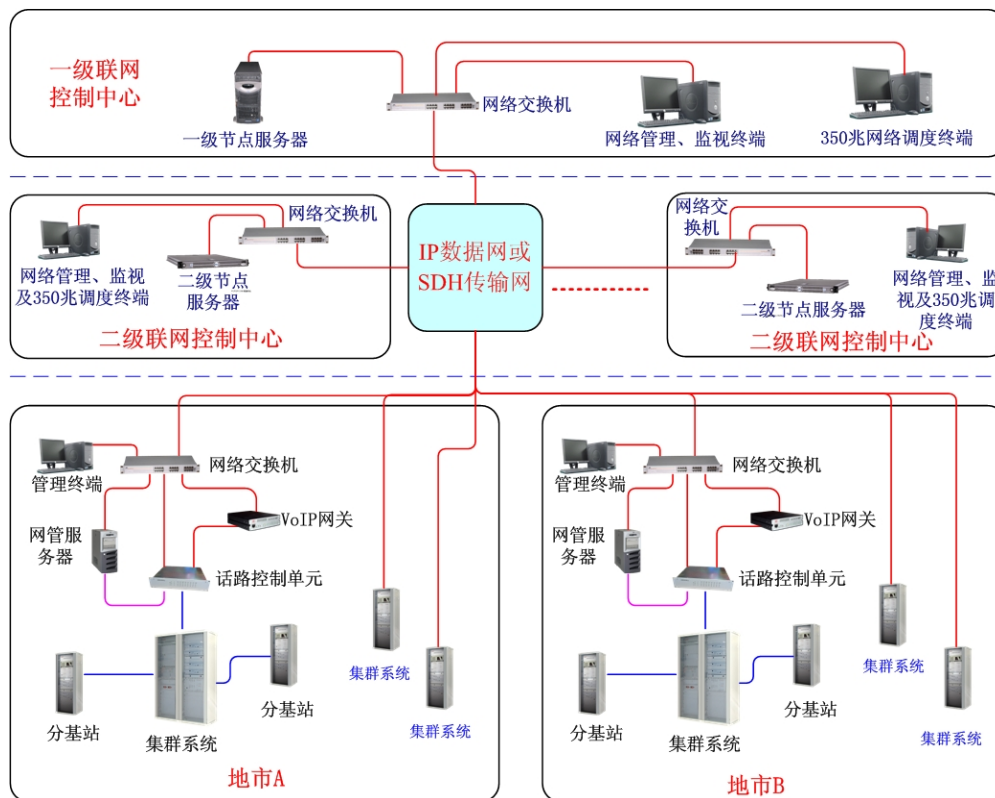 一级联网
控制中心
一级节点服务器
网络交换机
网络管理、监视终端
350兆网络调度终端
网络交换机
网络管理、监视
及350兆调度终端
二级节点
服务器
二级联网控制中心
IP数据网或
SDH传输网
网络交
换机
二级节点服务器
网络管理、监
视及350兆调
度终端
二级联网控制中心
管理终端
网络交换机
网管服
务器
VoIP网关
话路控制单元
分基站
集群系统
分基站
集群系统
集群系统
地市A
管理终端
网络交换机
网管服
务器
VoIP网关
话路控制单元
分基站
集群系统
分基站
集群系统
集群系统
地市B